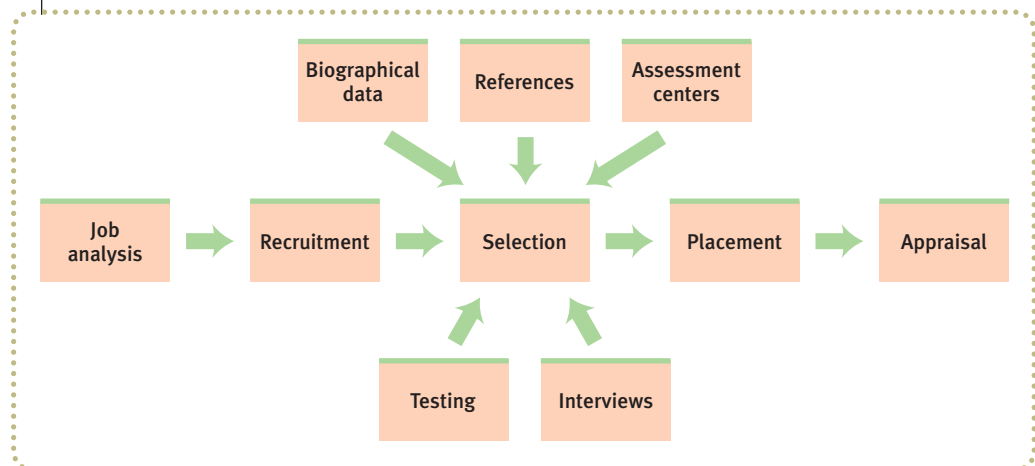 Biographical
data
References
Assessment
centers
Job
analysis
Recruitment
Selection
Placement
Appraisal
Testing
Interviews